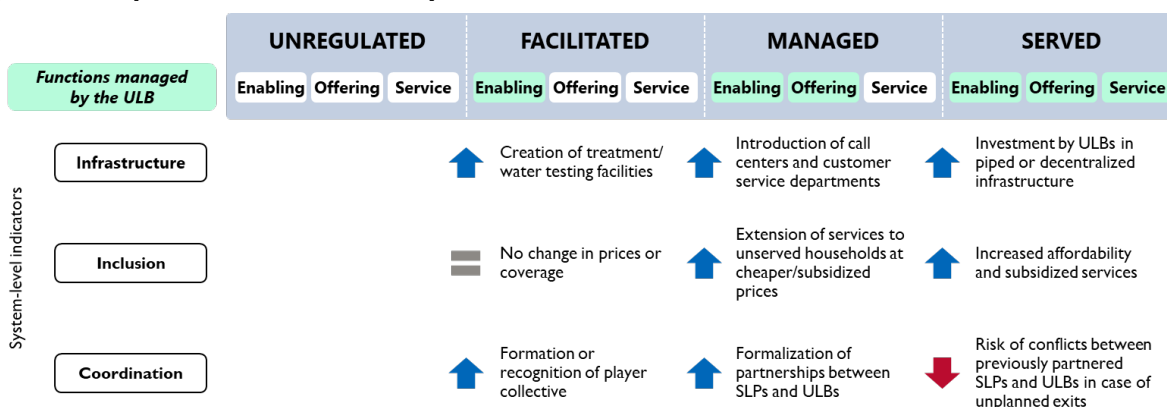 UNREGULATED FACILITATED MANAGED SERVED
Functions managed
by the ULB
Enabling Offering Service Enabling Offering Service Enabling Offering Service Enabling Offering Service
System-level indicators
Infrastructure
Creation of treatment/
water testing facilities
Introduction of call
centers and customer
service departments
Investment by ULBs in
piped or decentralized
infrastructure
Inclusion
No change in prices or
coverage
Extension of services to
unserved households at
cheaper/subsidized
prices
Increased affordability
and subsidized services
Coordination
Formation or
recognition of player
collective
Formalization of
partnerships between
SLPs and ULBs
Risk of conflicts between
previously partnered
SLPs and ULBs in case of
unplanned exits